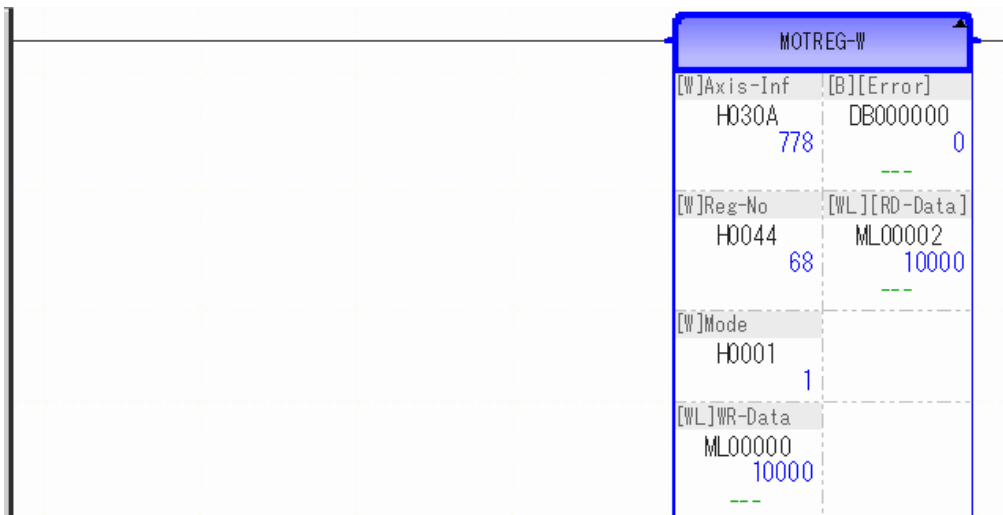 MOTREG-W
[W]Axis-Inf [B][Error]
H030A DB000000
778 0
---
[W]Reg-No [WL][RD-Data]
H0044 ML00002
68 10000
---
[W]Mode
H0001
1
[WL]WR-Data
ML00000
10000
---